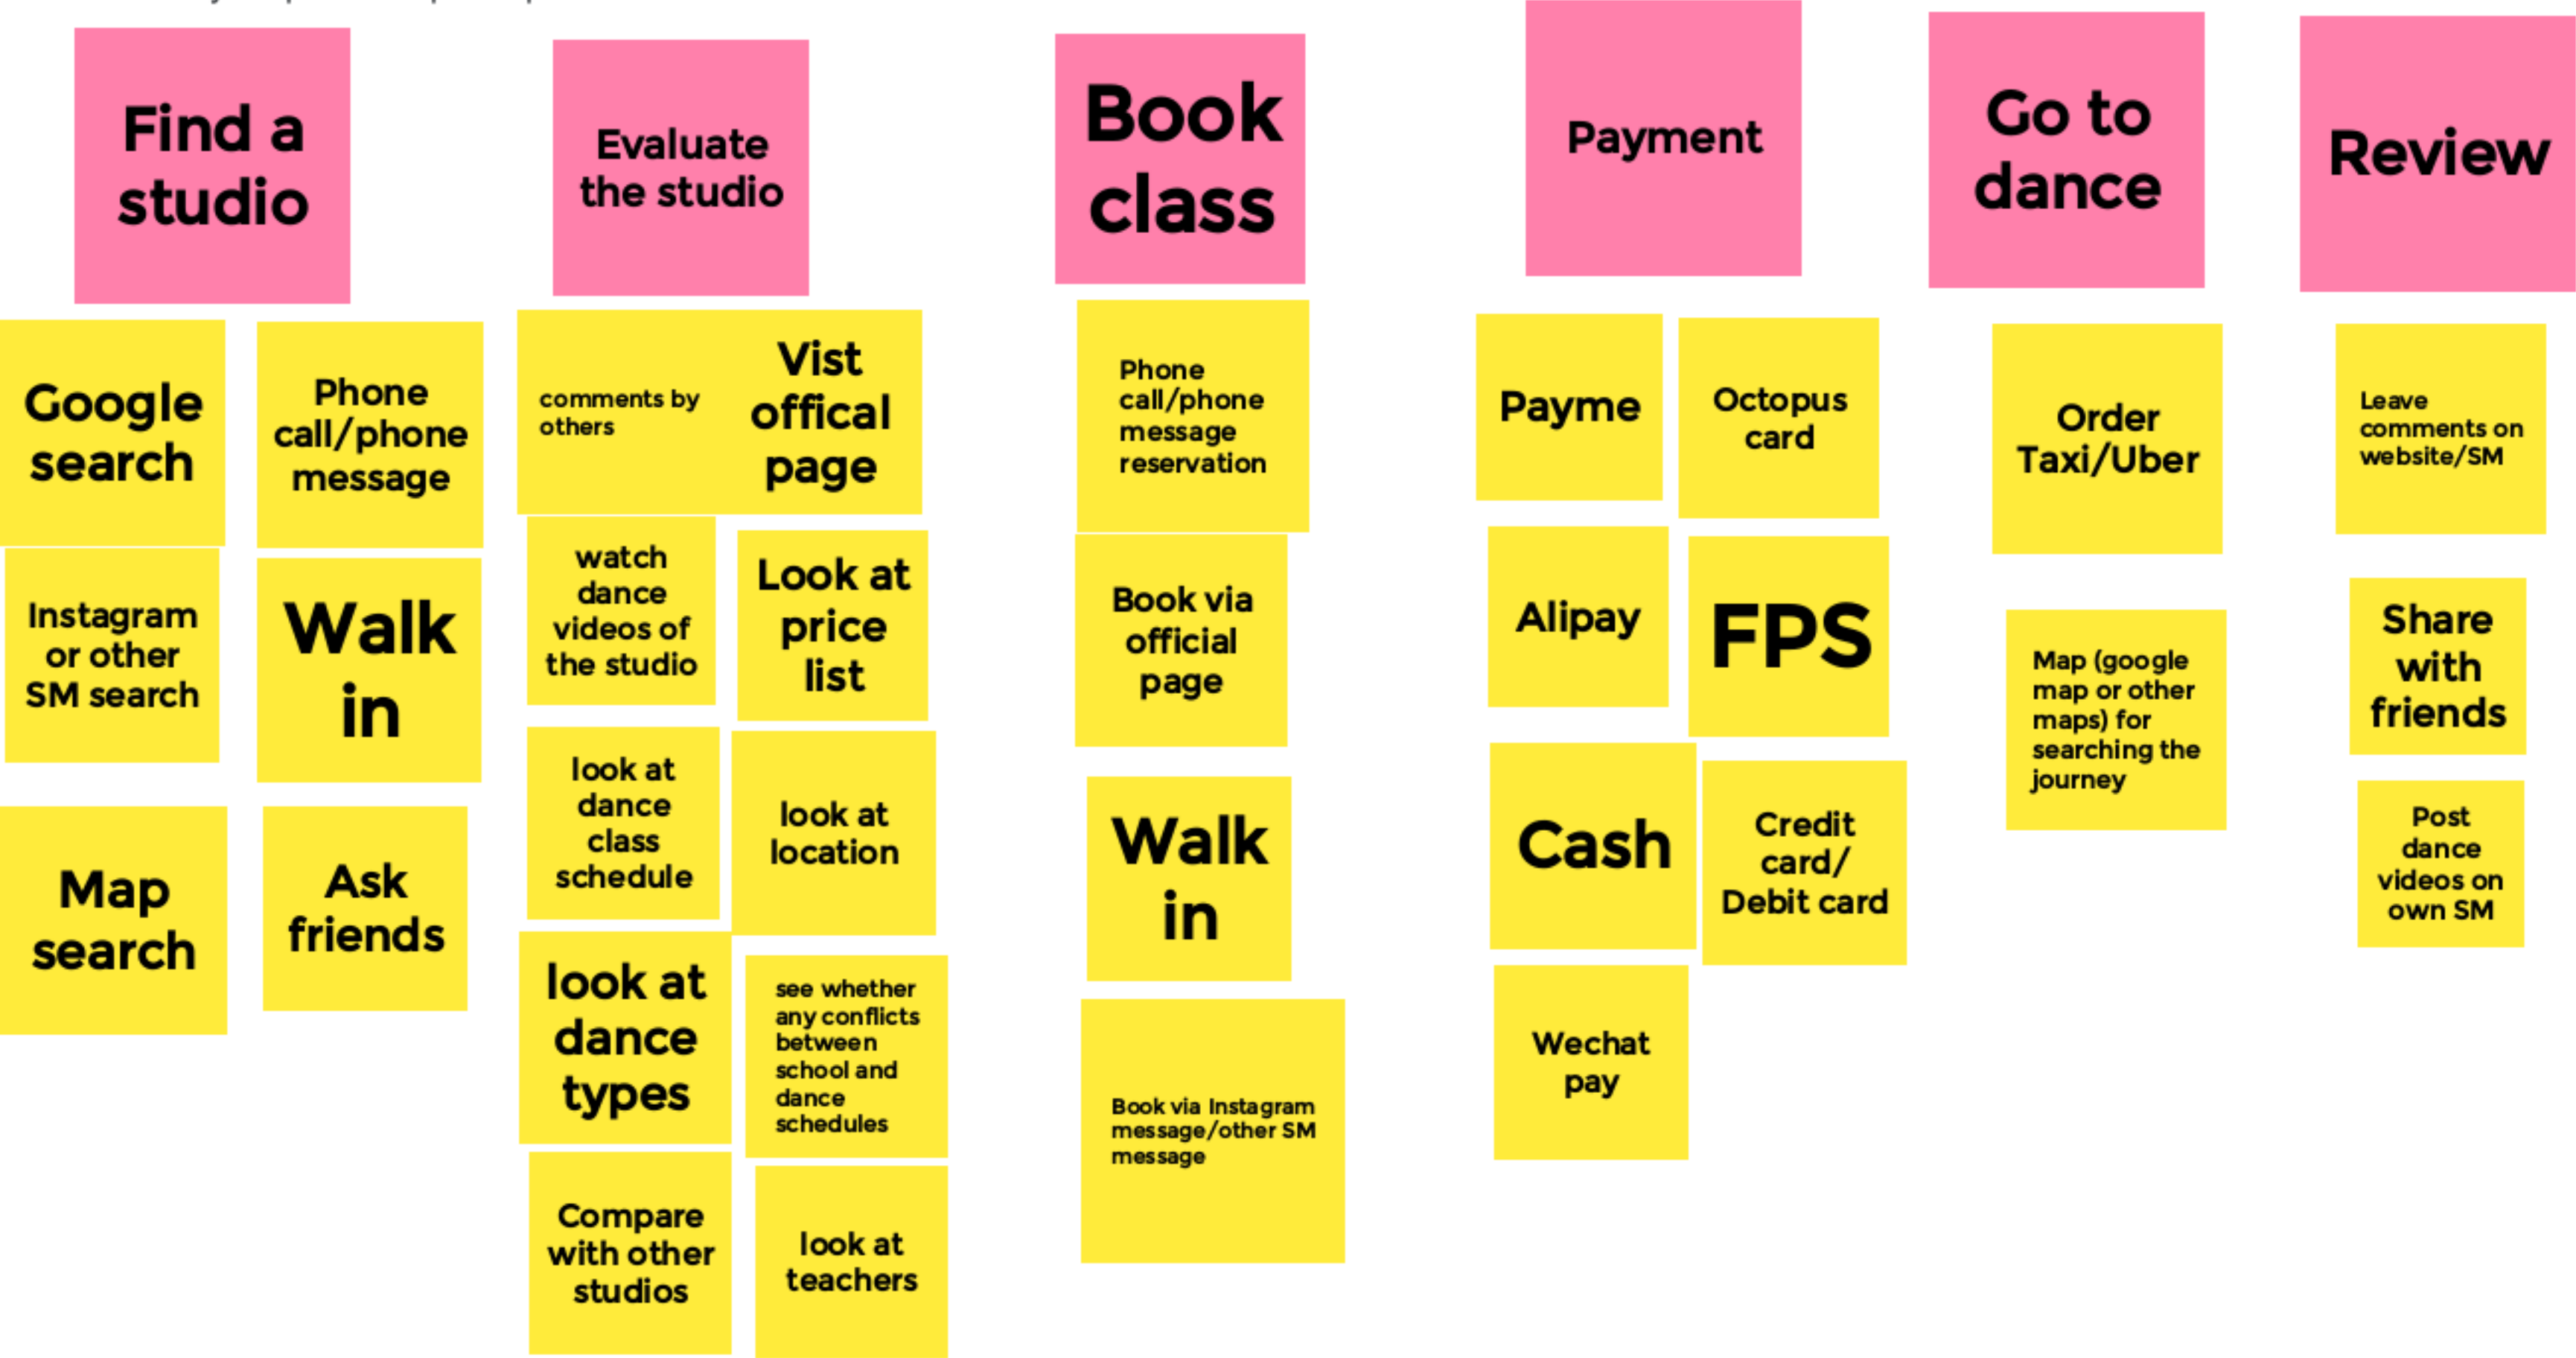 Find a
studio
Google
search
Phone
call/phone
message
Instagram
or other
SM search
Walk
in
Map
search
Ask
friends
Evaluate
the studio
comments by
others
Vist
offical
page
watch
dance
videos of
the studio
Look at
price
list
look at
dance
class
schedule
look at
location
look at
dance
types
see whether
any conflicts
between
school and
dance
schedules
Compare
with other
studios
look at
teachers
Book
class
Phone
call/phone
message
reservation
Book via
official
page
Walk
in
Book via Instagram
message/other SM
message
Payment
Payme
Octopus
card
Alipay
FPS
Cash
Credit
card/
Debit card
Wechat
pay
Go to
dance
Order
Taxi/Uber
Map (google
map or other
maps) for
searching the
journey
Review
Leave
comments on
website/SM
Share
with
friends
Post
dance
videos on
own SM